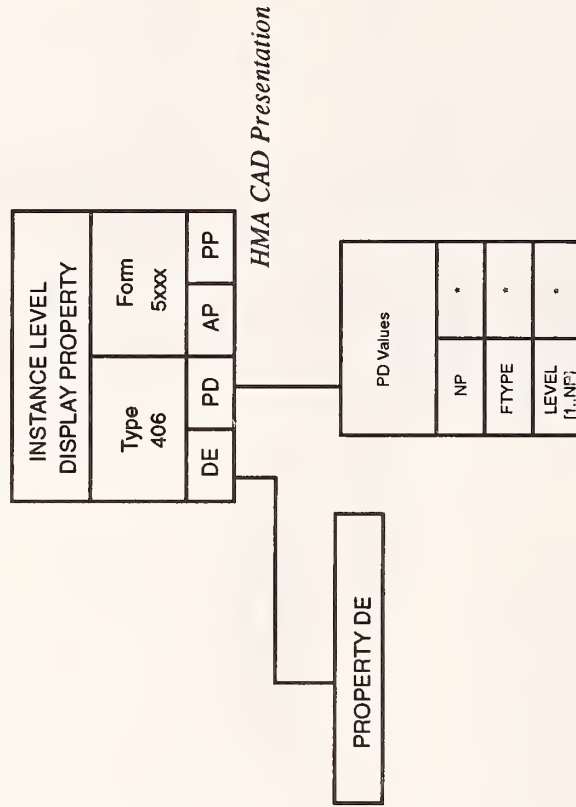 INSTANCE LEVEL
DISPLAY PROPERTY
Type
406
Form
5xxx
DE
PD
AP
PP
HMA CAD Presentation
PROPERTY DE
PD Values
NP
*
FTYPE
*
LEVEL
[1..NP]
*